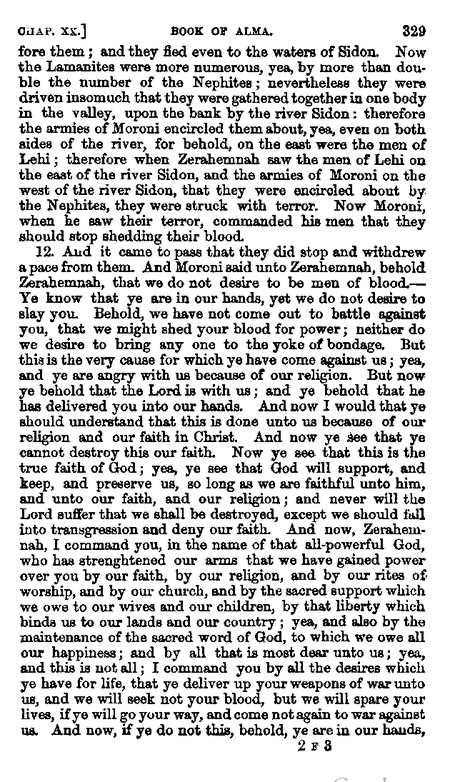 CHAP. XX.] BOOK OF ALMA. 329
fore them; and they fled even to the waters of Sidon. Now
the Lamanites were more numerous, yea, by more than dou-
ble the number of the Nephites; nevertheless they were
driven insomuch that they were gathered together in one body
in the valley, upon the bank by the river Sidon: therefore
the armies of Moroni encircled them about, yea, even on both
sides of the river, for behold, on the east were the men of
Lehi; therefore when Zerahemnah saw the men of Lehi on
the east of the river Sidon, and the armies of Moroni on the
west of the river Sidon, that they were encircled about by
the Nephites, they were struck with terror. Now Moroni,
when he saw their terror, commanded his men that they
should stop shedding their blood.
12. And it came to pass that they did stop and withdrew
a pace from them. And Moroni said unto Zerahemnah, behold
Zerahemnah, that we do not desire to be men of blood.—
Ye know that ye are in our hands, yet we do not desire to
slay you. Behold, we have not come out to battle against
you, that we might shed your blood for power; neither do
we desire to bring any one to the yoke of bondage. But
this is the very cause for which ye have come against us; yea,
and ye are angry with us because of our religion. But now
ye behold that the Lord is with us; and ye behold that he
has delivered you into our hands. And now I would that ye
should understand that this is done unto us because of our
religion and our faith in Christ. And now ye see that ye
cannot destroy this our faith. Now ye see that this is the
true faith of God; yea, ye see that God will support, and
keep, and preserve us, so long as we are faithful unto him,
and unto our faith, and our religion; and never will the
Lord suffer that we shall be destroyed, except we should fall
into transgression and deny our faith. And now, Zerahem-
nah, I command you, in the name of that all-powerful God,
who has strenghtened our arms that we have gained power
over you by our faith, by our religion, and by our rites of
worship, and by our church, and by the sacred support which
we owe to our wives and our children, by that liberty which
binds us to our lands and our country; yea, and also by the
maintenance of the sacred word of God, to which we owe all
our happiness; and by all that is most dear unto us; yea,
and this is not all; I command you by all the desires which
ye have for life, that ye deliver up your weapons of war unto
us, and we will seek not your blood, but we will spare your
lives, if ye will go your way, and come not again to war against
us. And now, if ye do not this, behold, ye are in our hands,
2 F 3